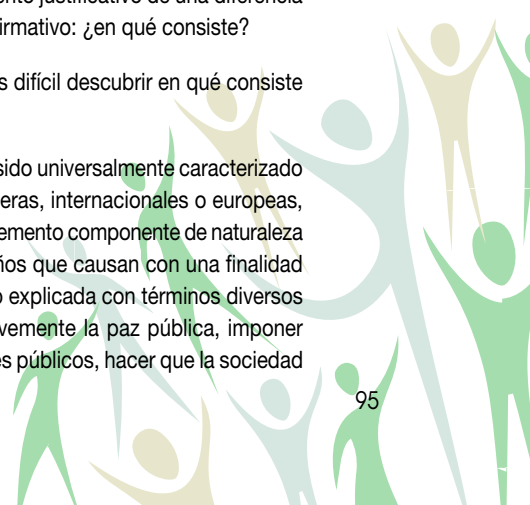 justificativo de una diferencia
irmativo: ¿en qué consiste?
s difícil descubrir en qué consiste
sido universalmente caracterizado
eras, internacionales o europeas,
emento componente de naturaleza
ños que causan con una finalidad
o explicada con términos diversos
vemente la paz pública, imponer
es públicos, hacer que la sociedad
95